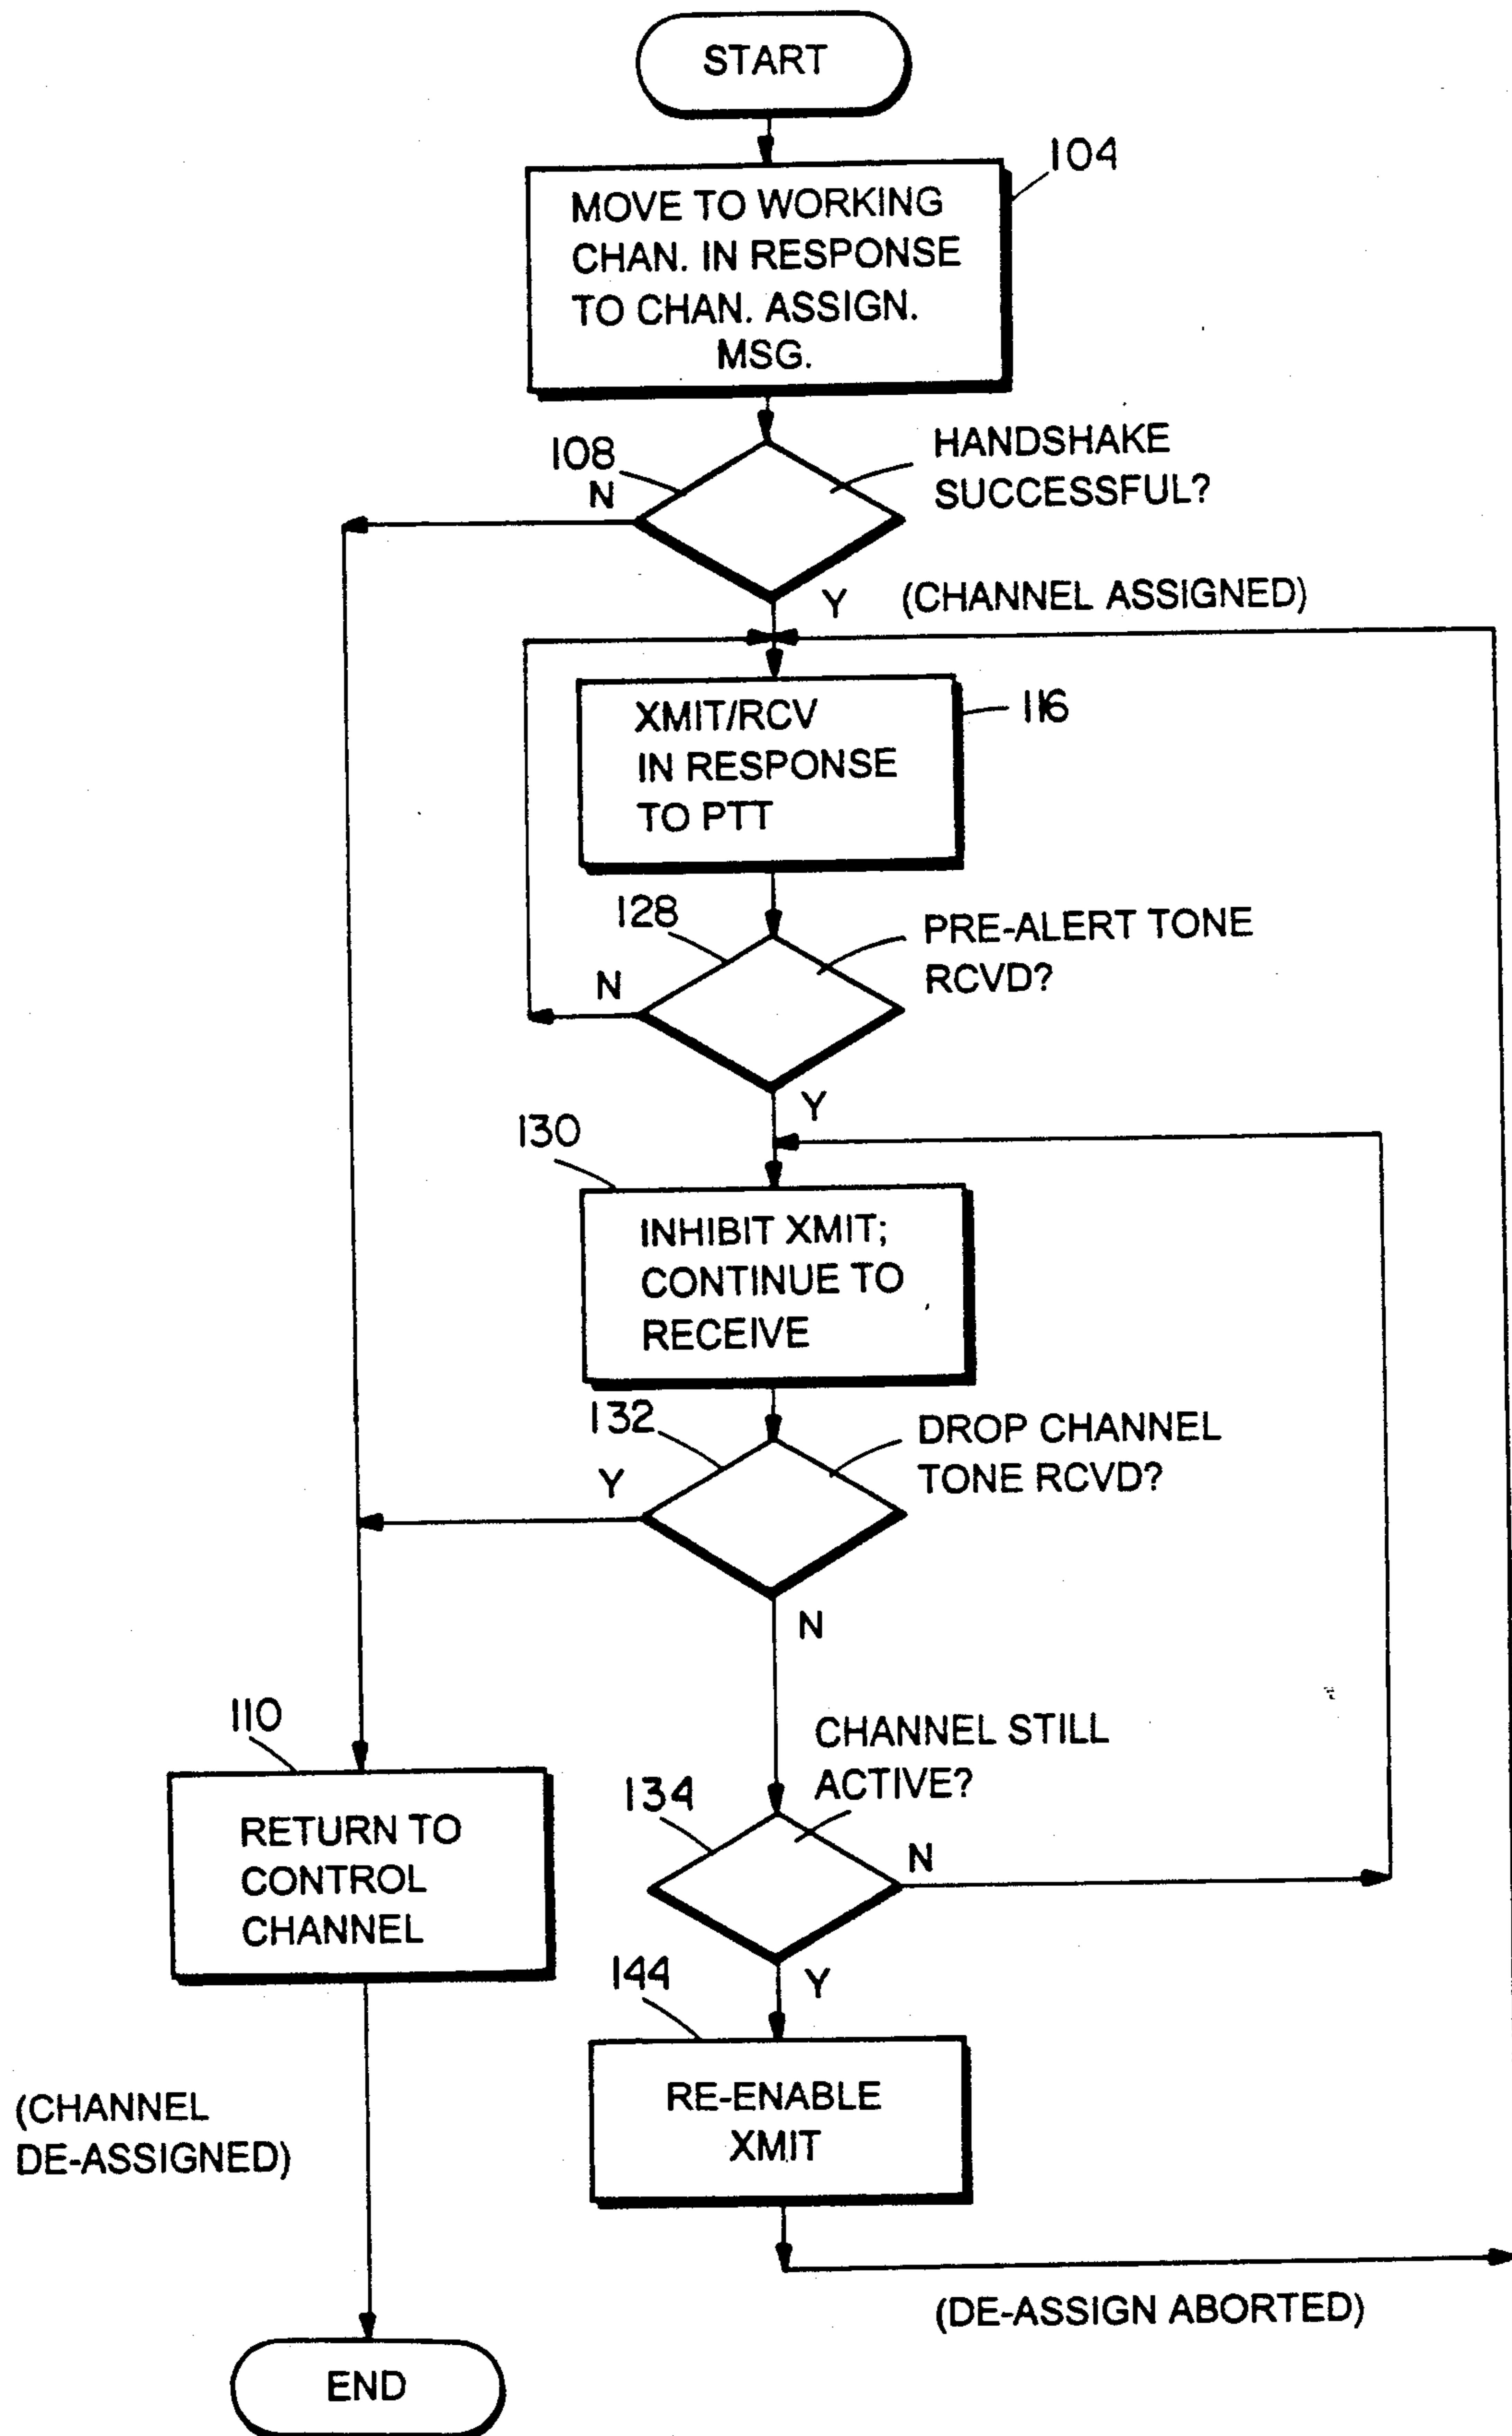 START
104
MOVE TO WORKING
CHAN. IN RESPONSE
TO CHAN. ASSIGN.
MSG.
108
HANDSHAKE
SUCCESSFUL?
N
Y
(CHANNEL ASSIGNED)
XMIT/RCV
IN RESPONSE
TO PTT
116
128
PRE-ALERT TONE
RCVD?
N
Y
130
INHIBIT XMIT;
CONTINUE TO
RECEIVE
132
DROP CHANNEL
TONE RCVD?
Y
N
110
CHANNEL STILL
ACTIVE?
134
N
RETURN TO
CONTROL
CHANNEL
Y
144
RE-ENABLE
XMIT
(CHANNEL
DE-ASSIGNED)
(DE-ASSIGN ABORTED)
END